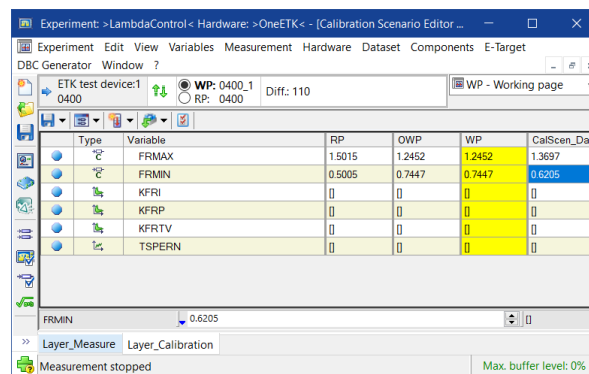 Experiment: >LambdaControl< Hardware: >OneETK< - [Calibration Scenario Editor ...
Experiment Edit View Variables Measurement Hardware Dataset Components E-Target
DBC Generator Window ?
ETK test device:1
0400
WP: 0400_1
RP: 0400
Diff.: 110
WP - Working page
Type Variable RP OWP WP CalScen_Da
FRMAX 1.5015 1.2452 1.2452 1.3697
FRMIN 0.5005 0.7447 0.7447 0.6205
KFRI [] [] [] []
KFRP [] [] [] []
KFRTV [] [] [] []
TSPERN [] [] [] []
FRMIN 0.6205 []
Layer_Measure Layer_Calibration
Measurement stopped Max. buffer level: 0%